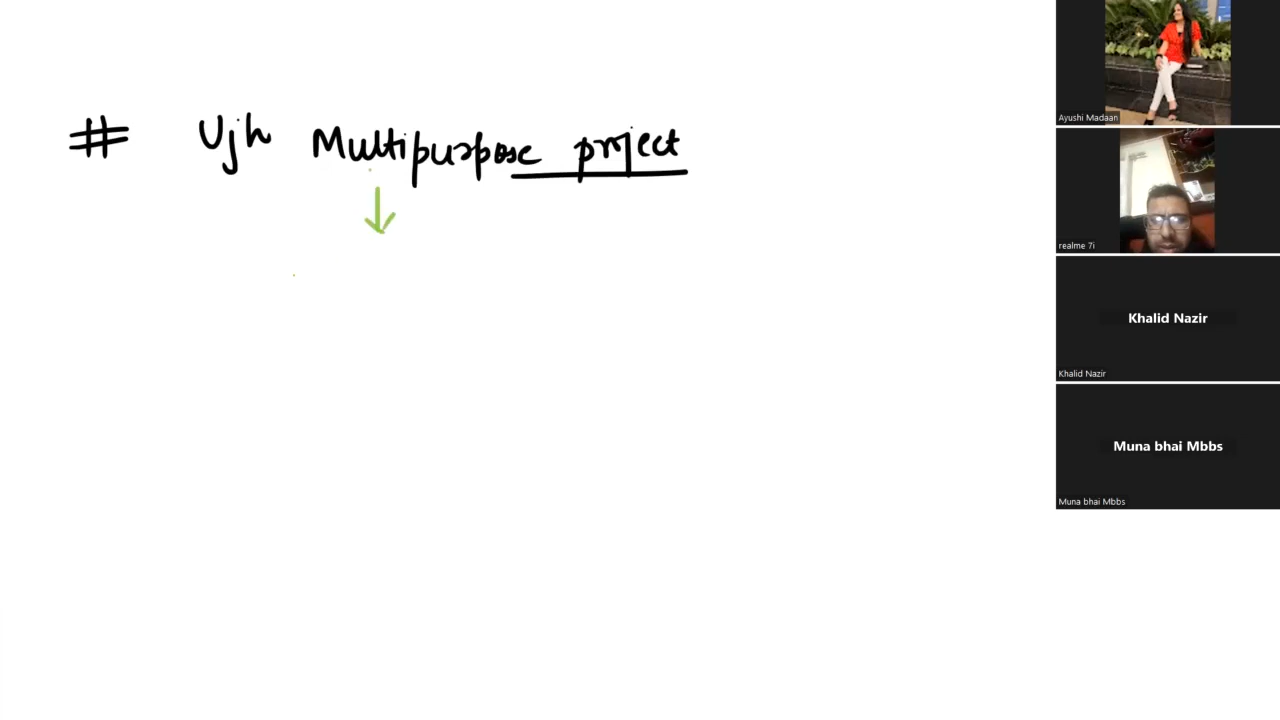 # Ujh Multipurpose project
Ayushi Madaan
realme 7i
Khalid Nazir
Khalid Nazir
Muna bhai Mbbs
Muna bhai Mbbs